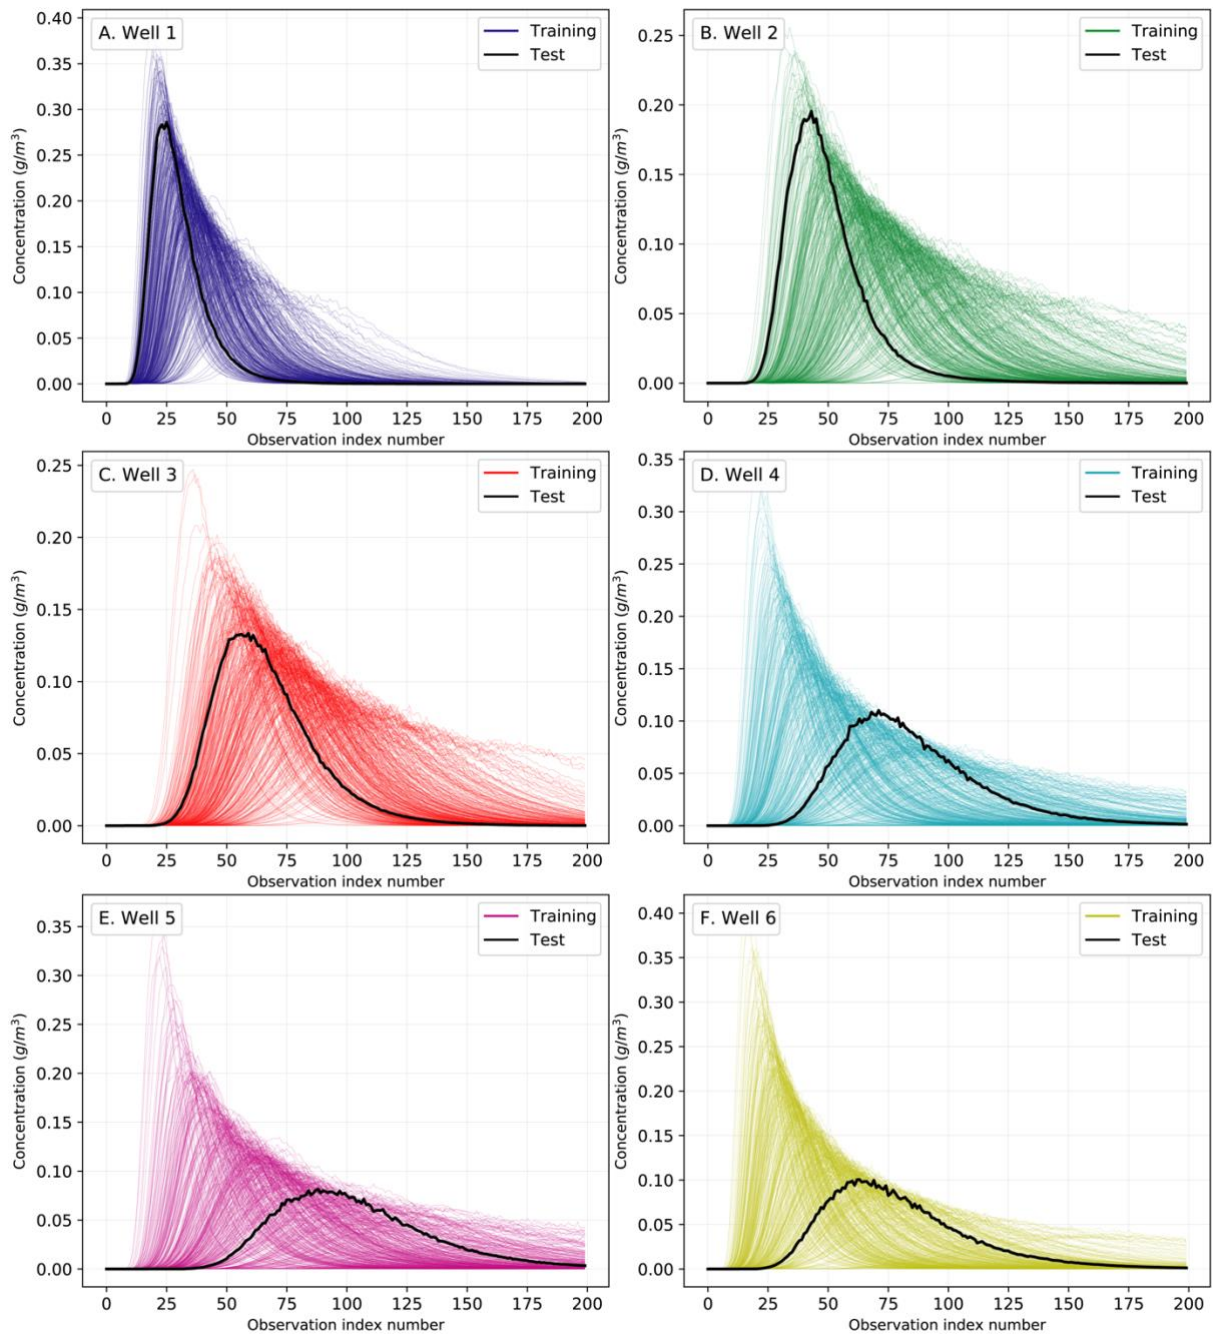 A. Well 1
Training
Test
Concentration (g/m³)
0.40
0.35
0.30
0.25
0.20
0.15
0.10
0.05
0.00
0 25 50 75 100 125 150 175 200
Observation index number
B. Well 2
Training
Test
Concentration (g/m³)
0.25
0.20
0.15
0.10
0.05
0.00
0 25 50 75 100 125 150 175 200
Observation index number
C. Well 3
Training
Test
Concentration (g/m³)
0.25
0.20
0.15
0.10
0.05
0.00
0 25 50 75 100 125 150 175 200
Observation index number
D. Well 4
Training
Test
Concentration (g/m³)
0.35
0.30
0.25
0.20
0.15
0.10
0.05
0.00
0 25 50 75 100 125 150 175 200
Observation index number
E. Well 5
Training
Test
Concentration (g/m³)
0.35
0.30
0.25
0.20
0.15
0.10
0.05
0.00
0 25 50 75 100 125 150 175 200
Observation index number
F. Well 6
Training
Test
Concentration (g/m³)
0.40
0.35
0.30
0.25
0.20
0.15
0.10
0.05
0.00
0 25 50 75 100 125 150 175 200
Observation index number